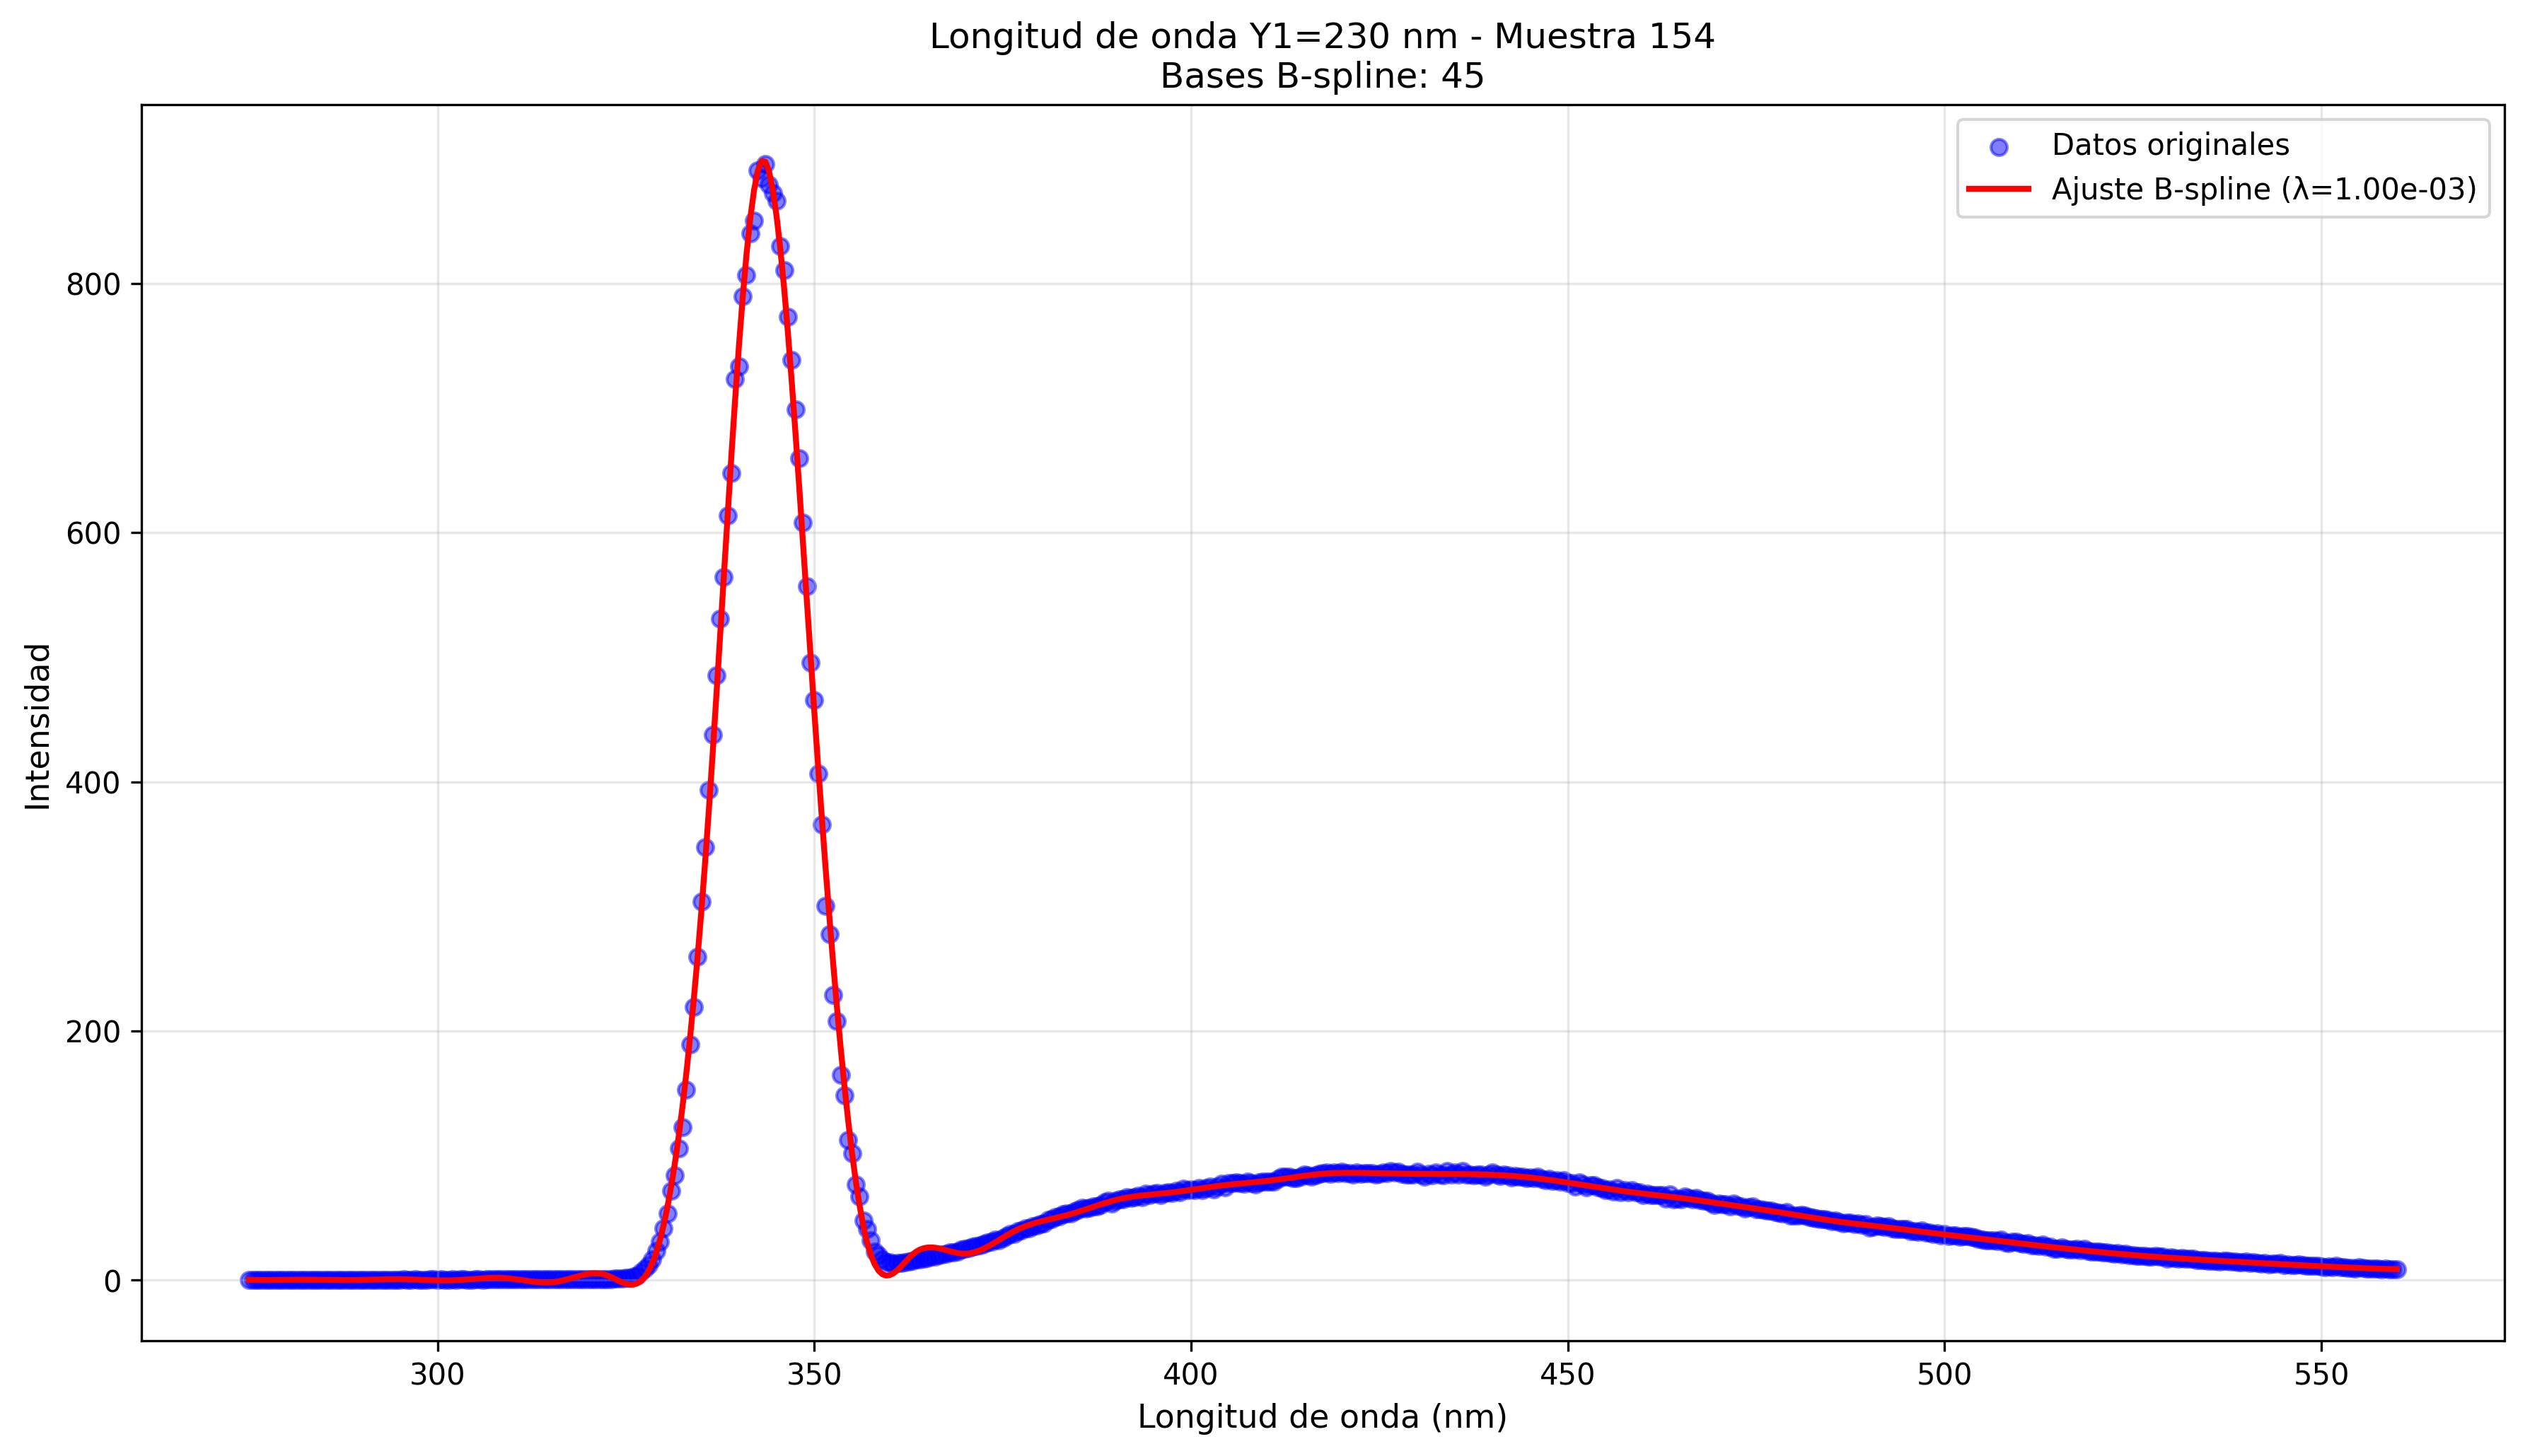 Longitud de onda Y1=230 nm - Muestra 154
Bases B-spline: 45
Datos originales
Ajuste B-spline (λ=1.00e-03)
Intensidad
800
600
400
200
0
300 350 400 450 500 550
Longitud de onda (nm)